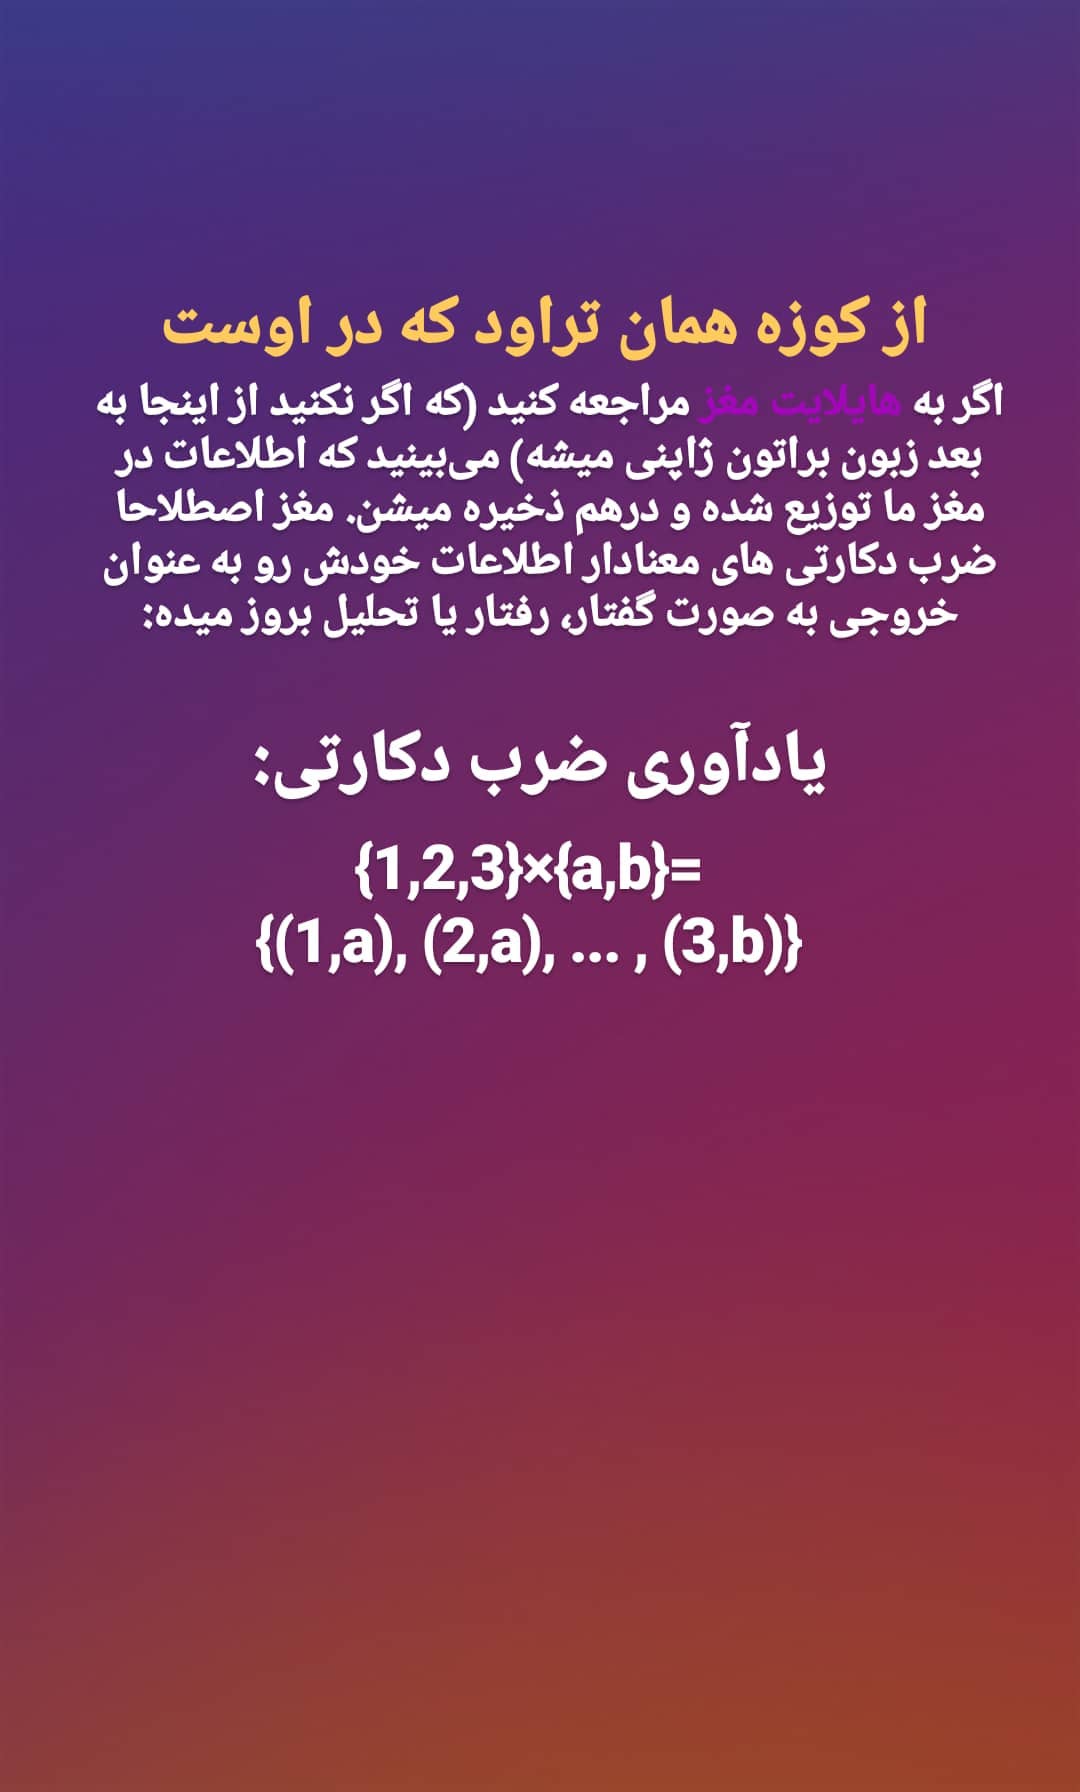 از کوزه همان تراود که در اوست
اگر به هایلایت مغز مراجعه کنید (که اگر نکنید از اینجا به
بعد زبون براتون ژاپنی میشه) می‌بینید که اطلاعات در
مغز ما توزیع شده و درهم ذخیره میشن. مغز اصطلاحا
ضرب دکارتی های معنادار اطلاعات خودش رو به عنوان
خروجی به صورت گفتار، رفتار یا تحلیل بروز میده:
یادآوری ضرب دکارتی:
{1,2,3}×{a,b}=
{(1,a), (2,a), ... , (3,b)}